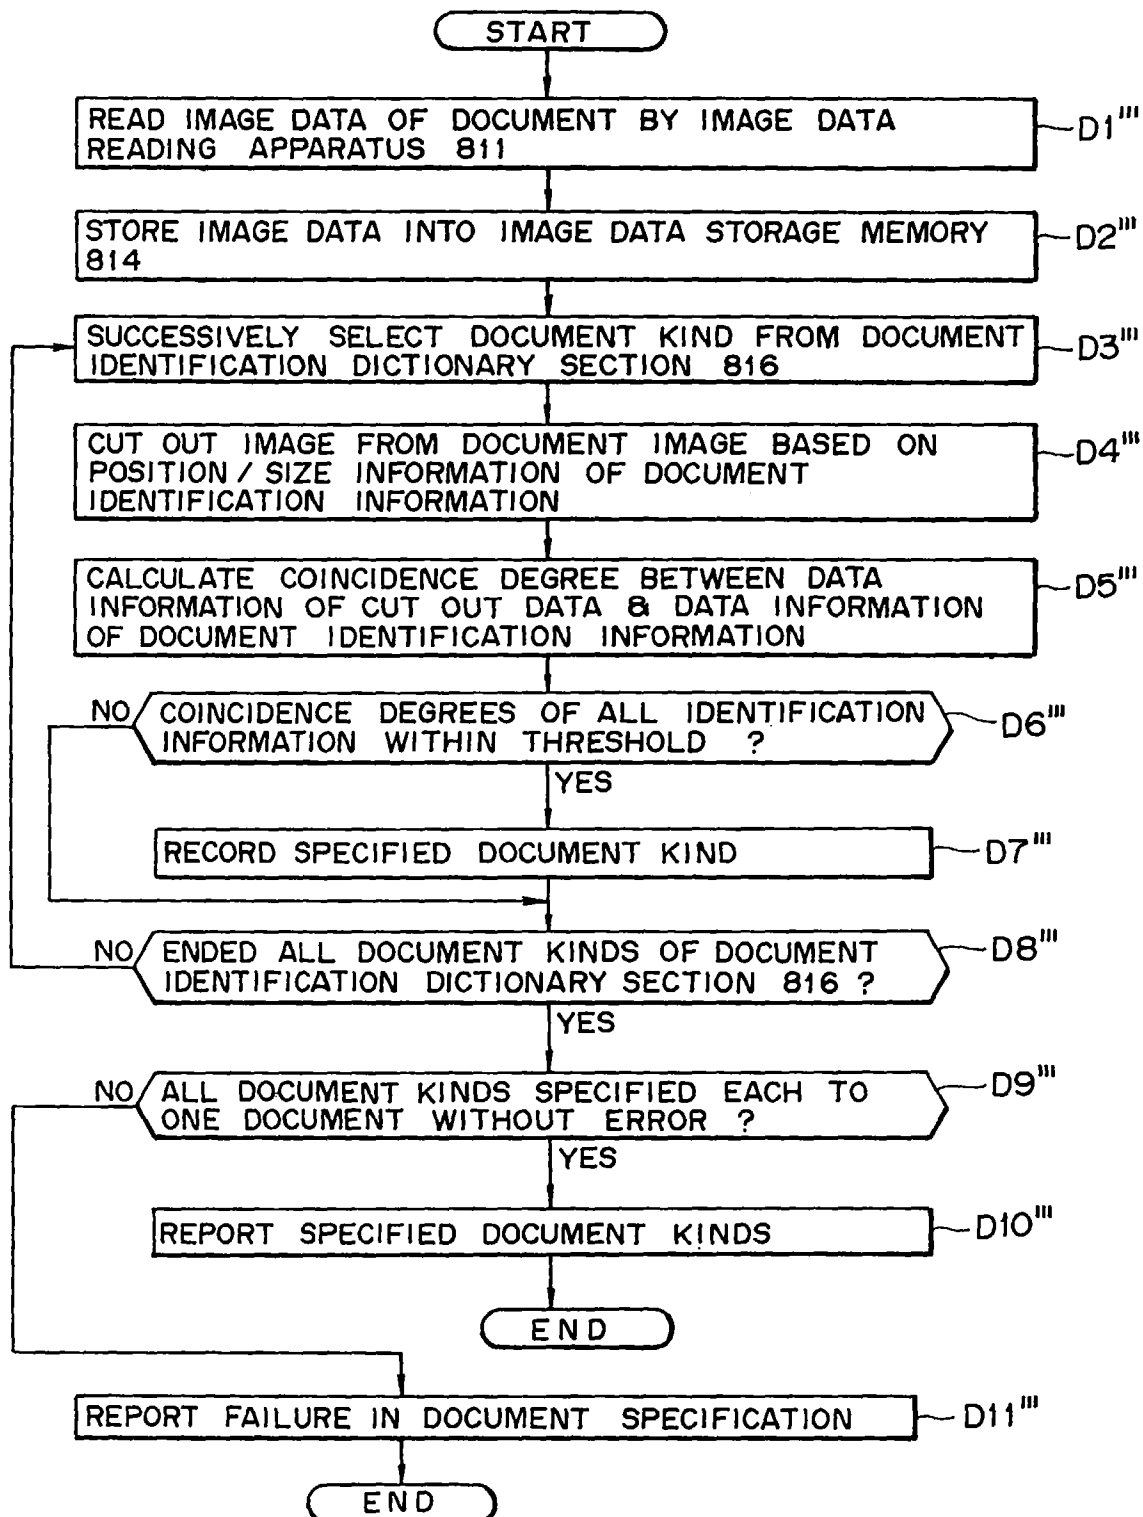 START
READ IMAGE DATA OF DOCUMENT BY IMAGE DATA
READING APPARATUS 811
D1'''
STORE IMAGE DATA INTO IMAGE DATA STORAGE MEMORY
814
D2'''
SUCCESSIVELY SELECT DOCUMENT KIND FROM DOCUMENT
IDENTIFICATION DICTIONARY SECTION 816
D3'''
CUT OUT IMAGE FROM DOCUMENT IMAGE BASED ON
POSITION / SIZE INFORMATION OF DOCUMENT
IDENTIFICATION INFORMATION
D4'''
CALCULATE COINCIDENCE DEGREE BETWEEN DATA
INFORMATION OF CUT OUT DATA & DATA INFORMATION
OF DOCUMENT IDENTIFICATION INFORMATION
D5'''
NO
COINCIDENCE DEGREES OF ALL IDENTIFICATION
INFORMATION WITHIN THRESHOLD ?
D6'''
YES
RECORD SPECIFIED DOCUMENT KIND
D7'''
NO
ENDED ALL DOCUMENT KINDS OF DOCUMENT
IDENTIFICATION DICTIONARY SECTION 816 ?
D8'''
YES
NO
ALL DOCUMENT KINDS SPECIFIED EACH TO
ONE DOCUMENT WITHOUT ERROR ?
D9'''
YES
REPORT SPECIFIED DOCUMENT KINDS
D10'''
END
REPORT FAILURE IN DOCUMENT SPECIFICATION
D11'''
END